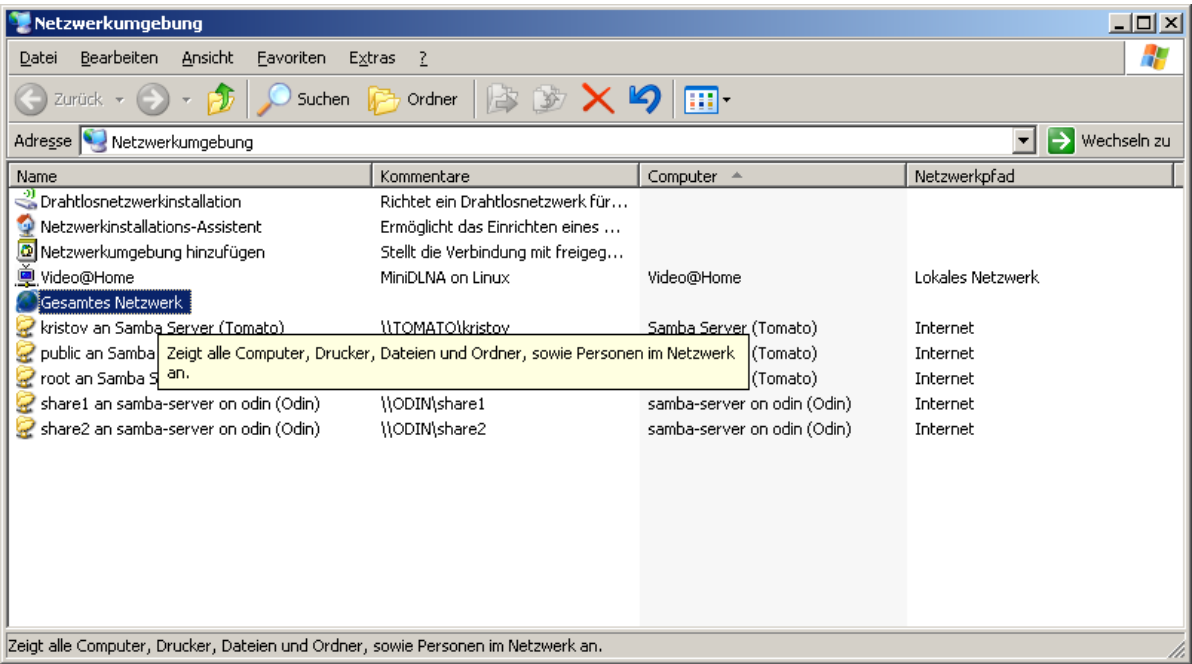 Netzwerkumgebung
Datei Bearbeiten Ansicht Favoriten Extras ?
Zurück Suchen Ordner
Adresse Netzwerkumgebung Wechseln zu
Name Kommentare Computer Netzwerkpfad
Drahtlosnetzwerkinstallation Richtet ein Drahtlosnetzwerk für...
Netzwerkinstallations-Assistent Ermöglicht das Einrichten eines ...
Netzwerkumgebung hinzufügen Stellt die Verbindung mit freigeg...
Video@Home MiniDLNA on Linux Video@Home Lokales Netzwerk
Gesamtes Netzwerk
kristov an Samba Server (Tomato) \\TOMATO\kristov Samba Server (Tomato) Internet
public an Samba (Tomato) Internet
root an Samba S (Tomato) Internet
Zeigt alle Computer, Drucker, Dateien und Ordner, sowie Personen im Netzwerk
an.
share1 an samba-server on odin (Odin) \\ODIN\share1 samba-server on odin (Odin) Internet
share2 an samba-server on odin (Odin) \\ODIN\share2 samba-server on odin (Odin) Internet
Zeigt alle Computer, Drucker, Dateien und Ordner, sowie Personen im Netzwerk an.